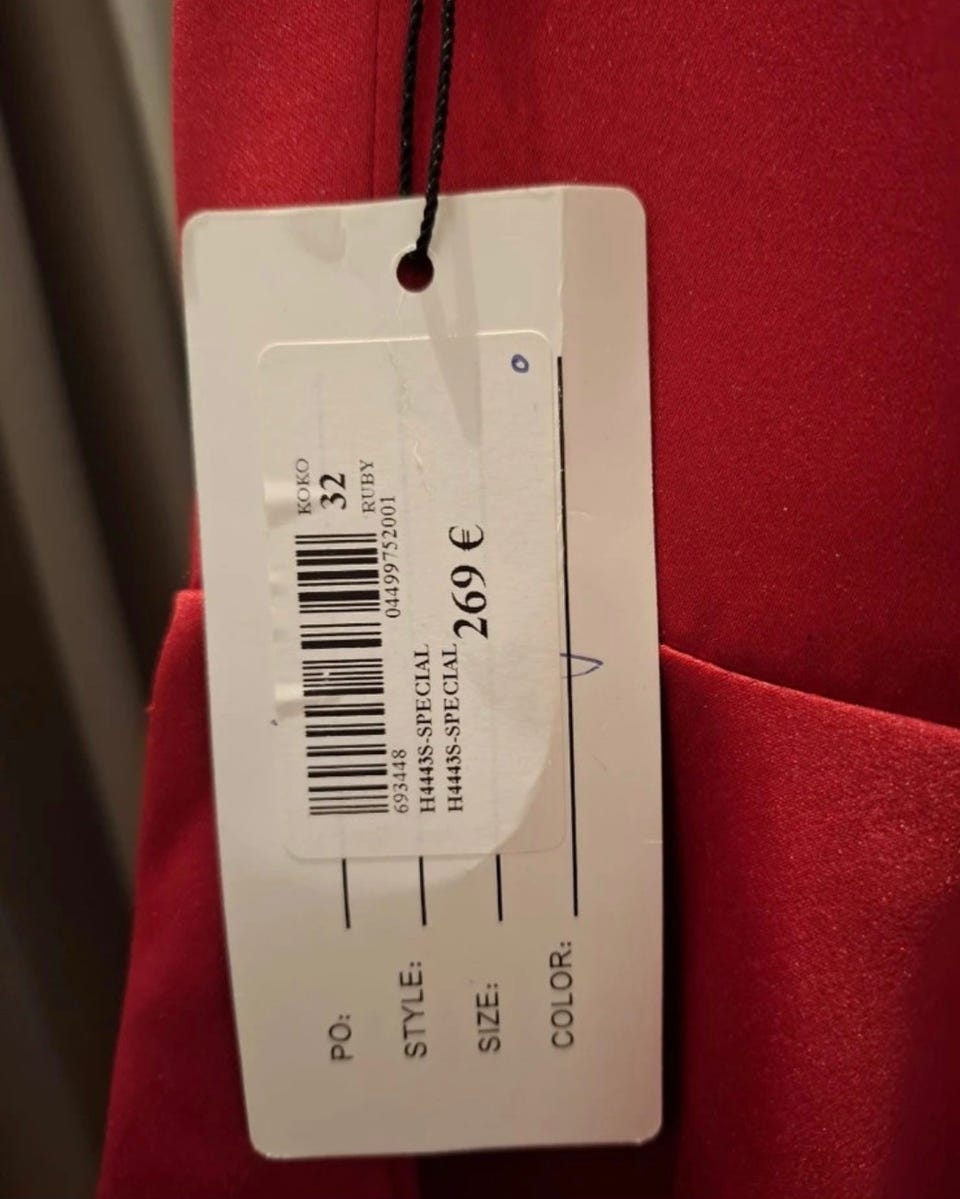 KOKO
32
RUBY
04499752001
693448
H4443S-SPECIAL
H4443S-SPECIAL
269 €
PO:
STYLE:
SIZE:
COLOR: